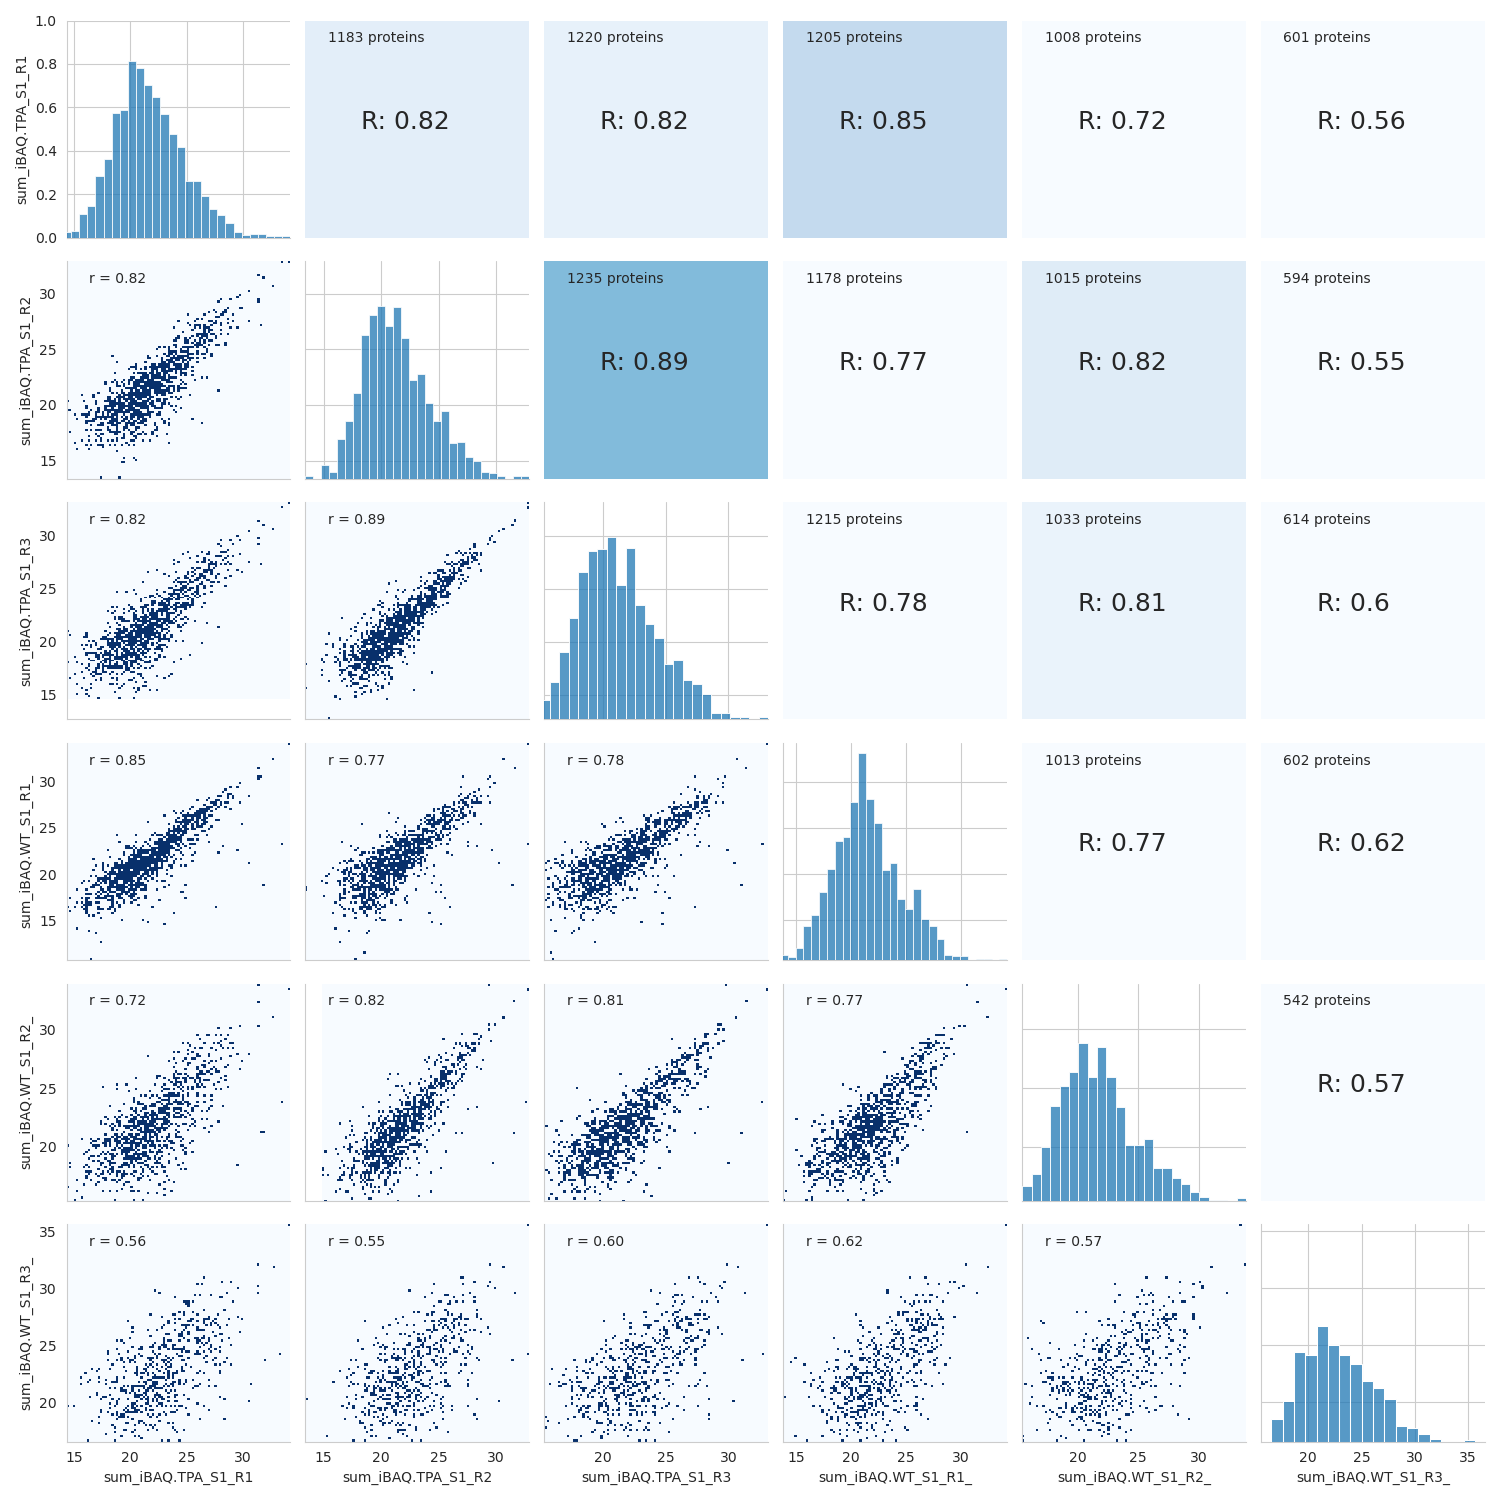 sum_iBAQ.TPA_S1_R1
1.0
0.8
0.6
0.4
0.2
0.0
1183 proteins
R: 0.82
1220 proteins
R: 0.82
1205 proteins
R: 0.85
1008 proteins
R: 0.72
601 proteins
R: 0.56
sum_iBAQ.TPA_S1_R2
30
25
20
15
r = 0.82
1235 proteins
R: 0.89
1178 proteins
R: 0.77
1015 proteins
R: 0.82
594 proteins
R: 0.55
sum_iBAQ.TPA_S1_R3
30
25
20
15
r = 0.82
r = 0.89
1215 proteins
R: 0.78
1033 proteins
R: 0.81
614 proteins
R: 0.6
sum_iBAQ.WT_S1_R1_
30
25
20
15
r = 0.85
r = 0.77
r = 0.78
1013 proteins
R: 0.77
602 proteins
R: 0.62
sum_iBAQ.WT_S1_R2_
30
25
20
r = 0.72
r = 0.82
r = 0.81
r = 0.77
542 proteins
R: 0.57
sum_iBAQ.WT_S1_R3_
35
30
25
20
r = 0.56
r = 0.55
r = 0.60
r = 0.62
r = 0.57
15 20 25 30
15 20 25 30
20 25 30
15 20 25 30
20 25 30
20 25 30 35
sum_iBAQ.TPA_S1_R1
sum_iBAQ.TPA_S1_R2
sum_iBAQ.TPA_S1_R3
sum_iBAQ.WT_S1_R1_
sum_iBAQ.WT_S1_R2_
sum_iBAQ.WT_S1_R3_